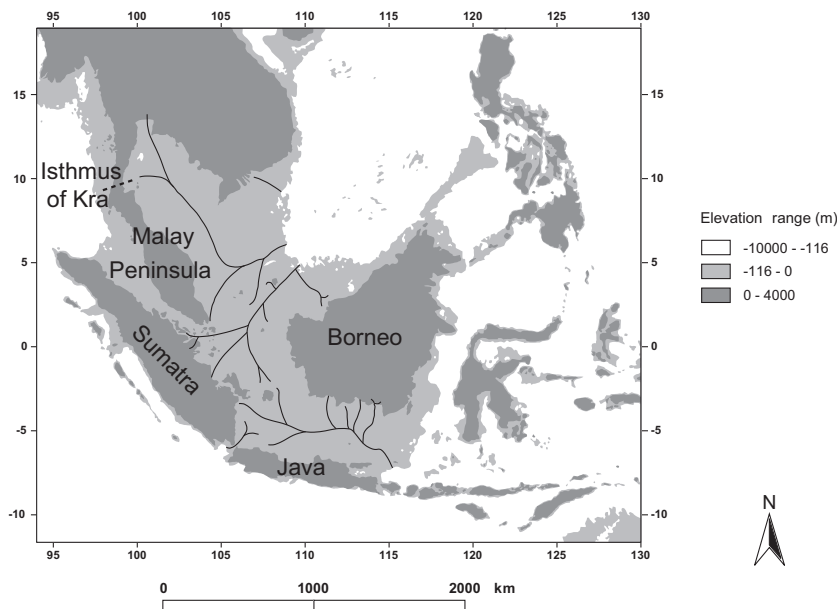 95 100 105 110 115 120 125 130
15 15
10 10
5 5
0 0
-5 -5
-10 -10
95 100 105 110 115 120 125 130
Isthmus
of Kra
Malay
Peninsula
Sumatra
Borneo
Java
Elevation range (m)
-10000 - -116
-116 - 0
0 - 4000
N
0 1000 2000 km